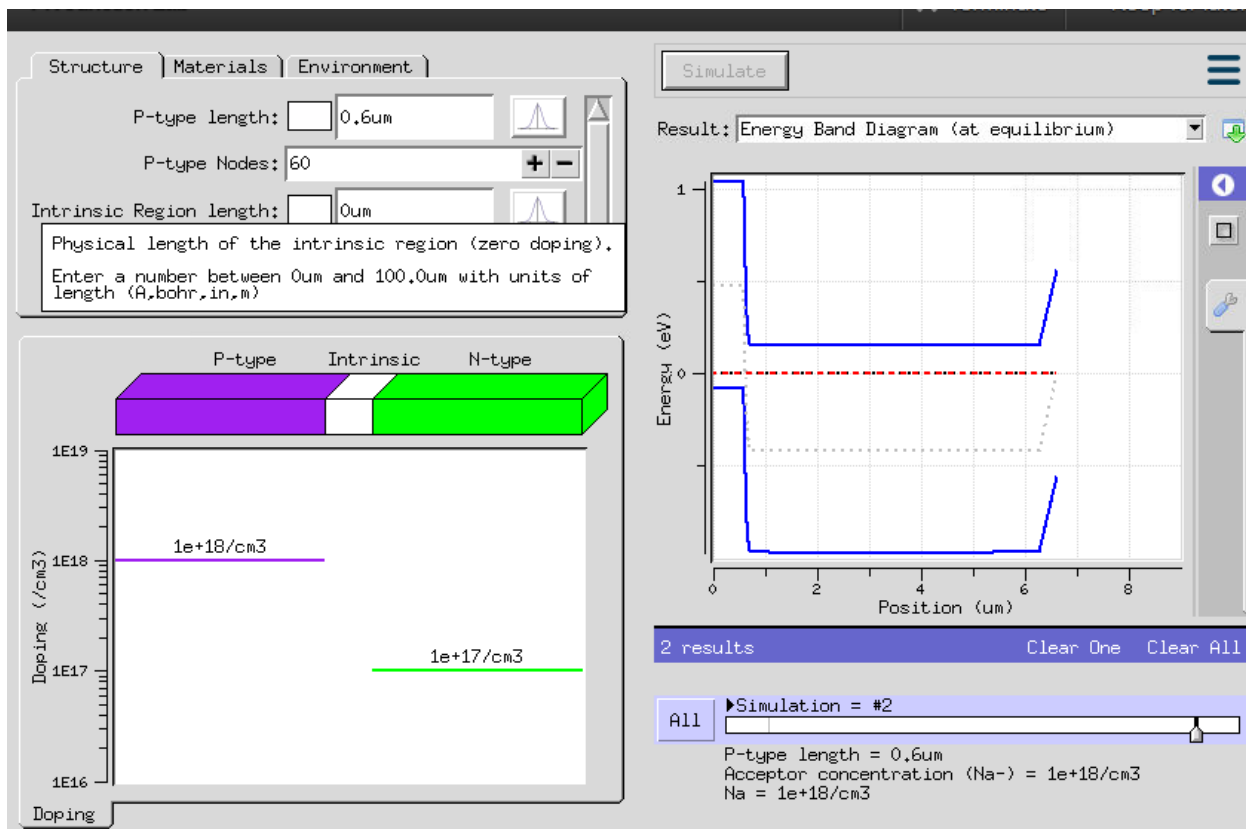 Structure Materials Environment
P-type length: 0.6um
P-type Nodes: 60 + −
Intrinsic Region length: 0um
Physical length of the intrinsic region (zero doping).
Enter a number between 0um and 100.0um with units of
length (A,bohr,in,m)
P-type Intrinsic N-type
1E19
1e+18/cm3
1E18
Doping (/cm3)
1e+17/cm3
1E17
1E16
Doping
Simulate
Result: Energy Band Diagram (at equilibrium)
1
Energy (eV)
0
0 2 4 6 8
Position (um)
2 results Clear One Clear All
All
Simulation = #2
P-type length = 0.6um
Acceptor concentration (Na-) = 1e+18/cm3
Na = 1e+18/cm3